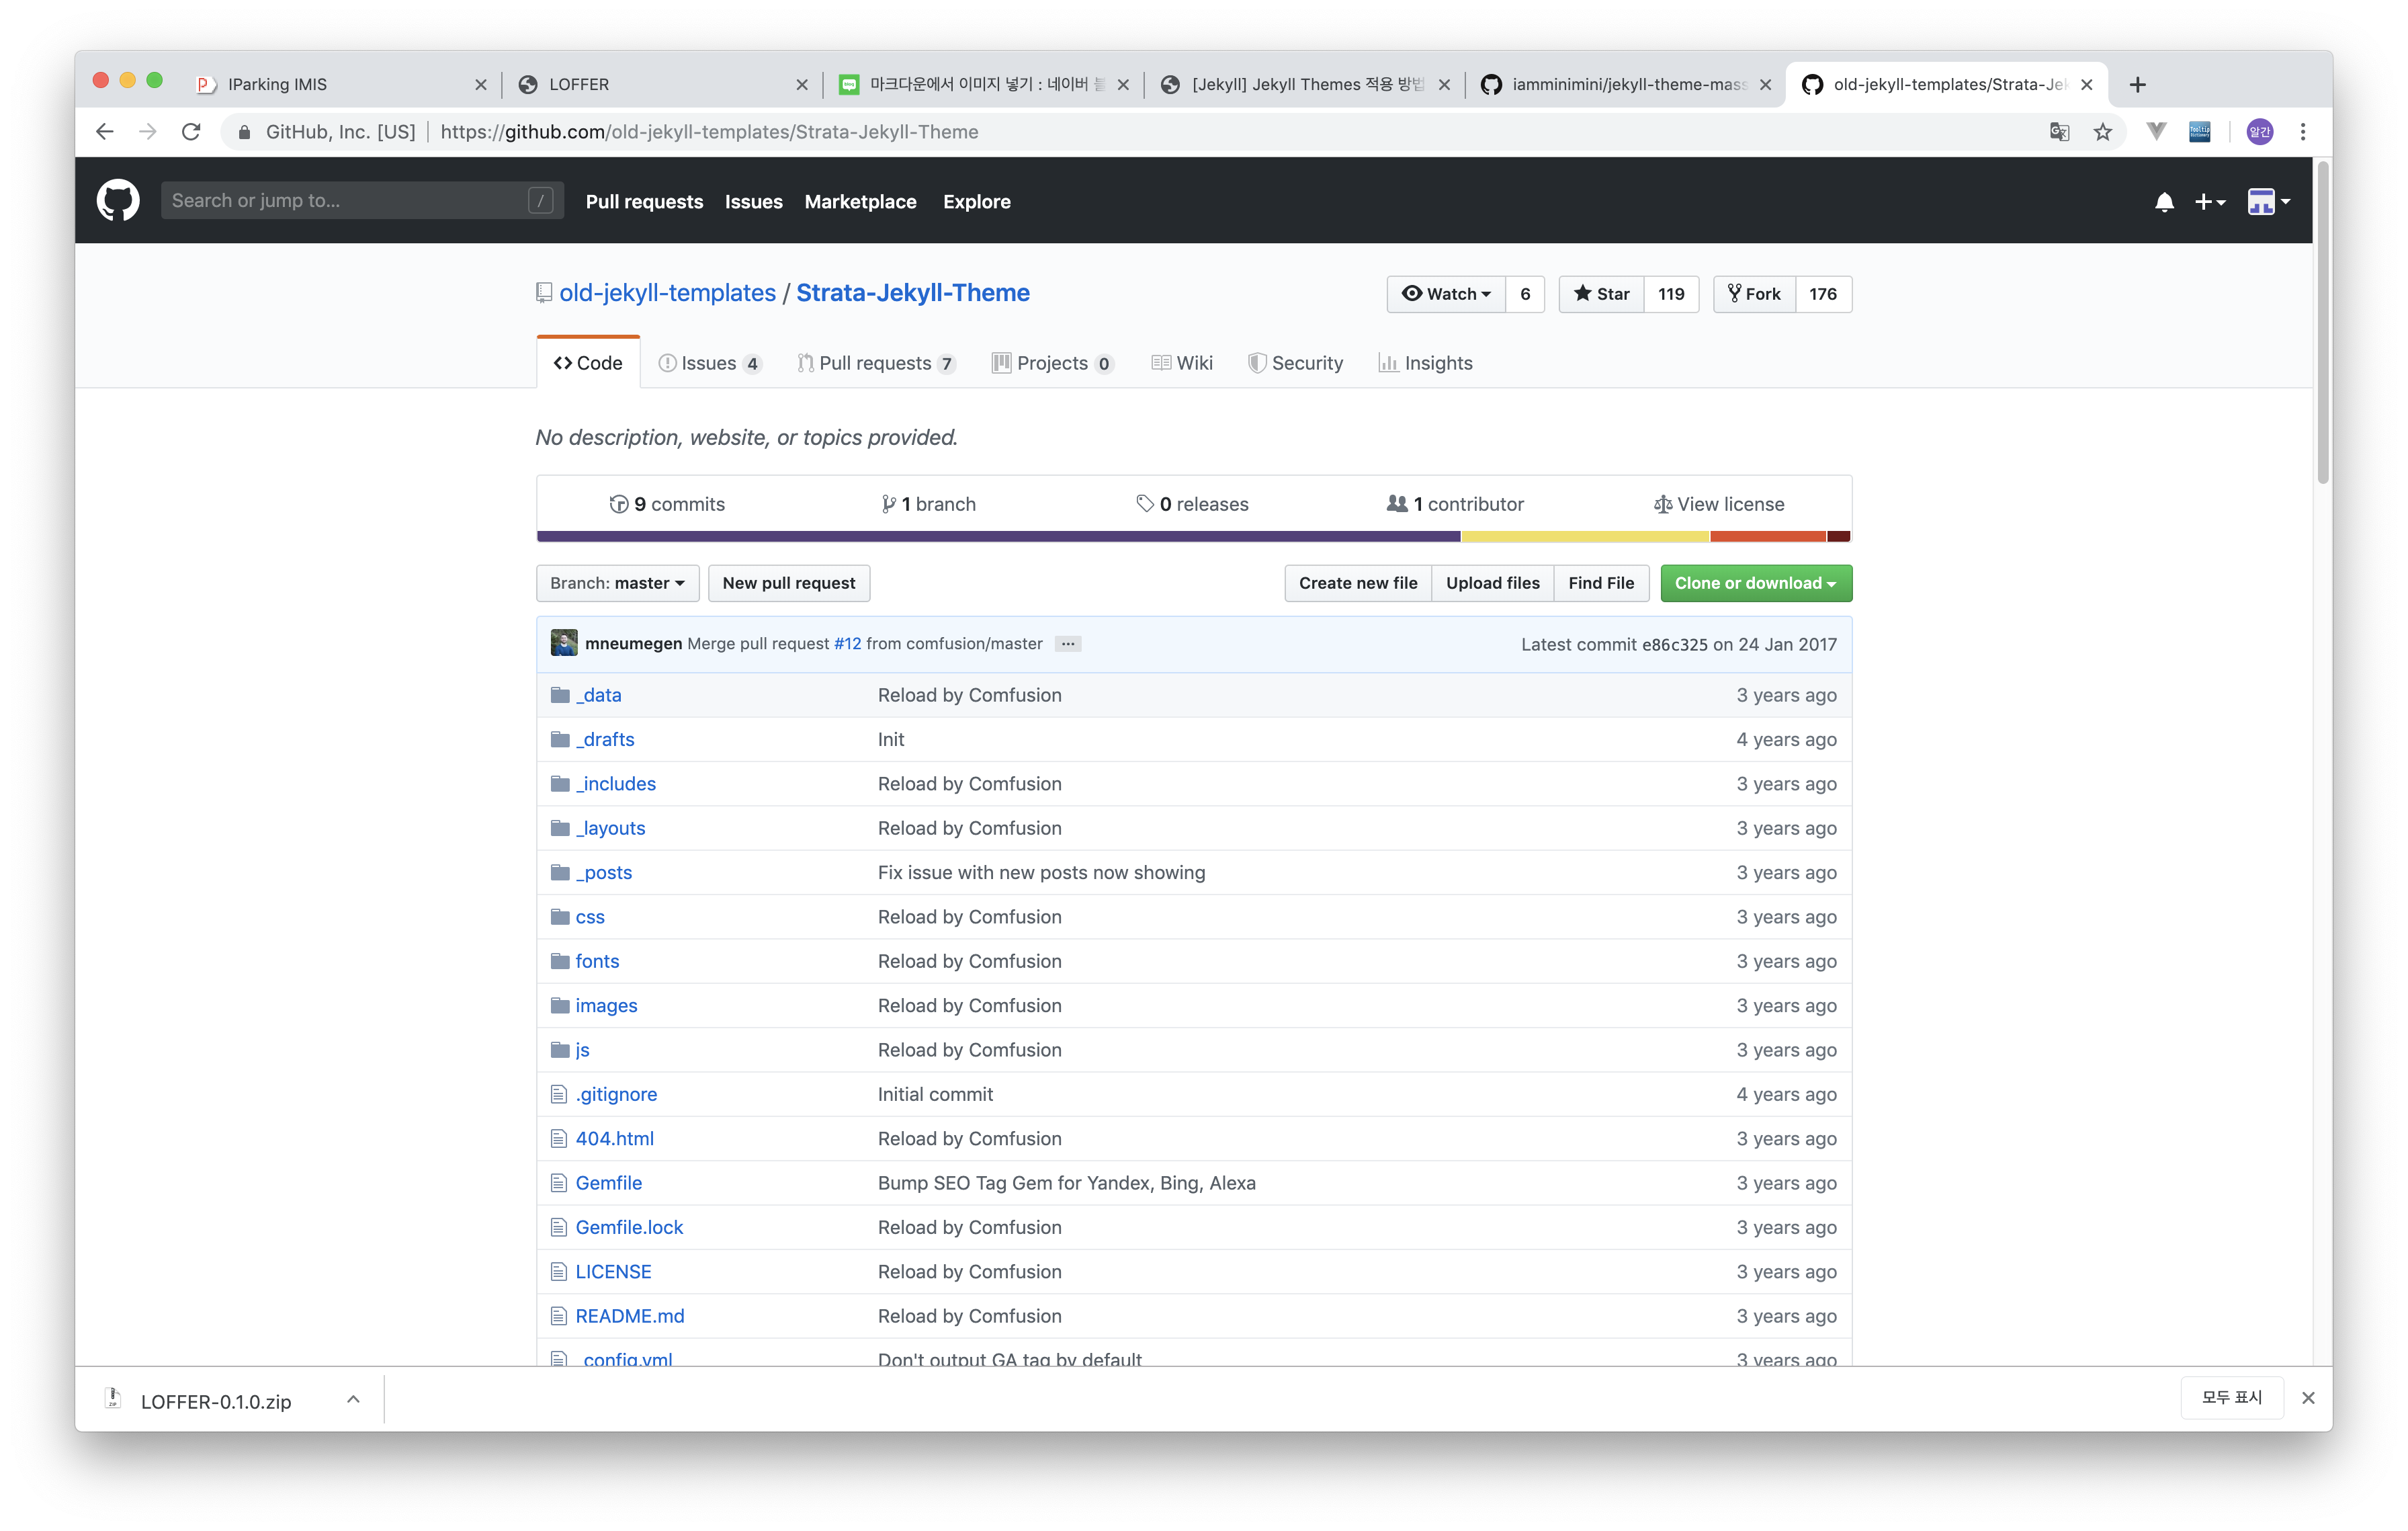 IParking IMIS
LOFFER
마크다운에서 이미지 넣기 : 네이버 블
[Jekyll] Jekyll Themes 적용 방법
iamminimini/jekyll-theme-mass
old-jekyll-templates/Strata-Jek
GitHub, Inc. [US] https://github.com/old-jekyll-templates/Strata-Jekyll-Theme
알간
Search or jump to... /
Pull requests Issues Marketplace Explore
old-jekyll-templates / Strata-Jekyll-Theme
Watch 6 Star 119 Fork 176
Code Issues 4 Pull requests 7 Projects 0 Wiki Security Insights
No description, website, or topics provided.
9 commits 1 branch 0 releases 1 contributor View license
Branch: master New pull request Create new file Upload files Find File Clone or download
mneumegen Merge pull request #12 from comfusion/master ... Latest commit e86c325 on 24 Jan 2017
_data Reload by Comfusion 3 years ago
_drafts Init 4 years ago
_includes Reload by Comfusion 3 years ago
_layouts Reload by Comfusion 3 years ago
_posts Fix issue with new posts now showing 3 years ago
css Reload by Comfusion 3 years ago
fonts Reload by Comfusion 3 years ago
images Reload by Comfusion 3 years ago
js Reload by Comfusion 3 years ago
.gitignore Initial commit 4 years ago
404.html Reload by Comfusion 3 years ago
Gemfile Bump SEO Tag Gem for Yandex, Bing, Alexa 3 years ago
Gemfile.lock Reload by Comfusion 3 years ago
LICENSE Reload by Comfusion 3 years ago
README.md Reload by Comfusion 3 years ago
_config.yml Don't output GA tag by default 3 years ago
LOFFER-0.1.0.zip
모두 표시